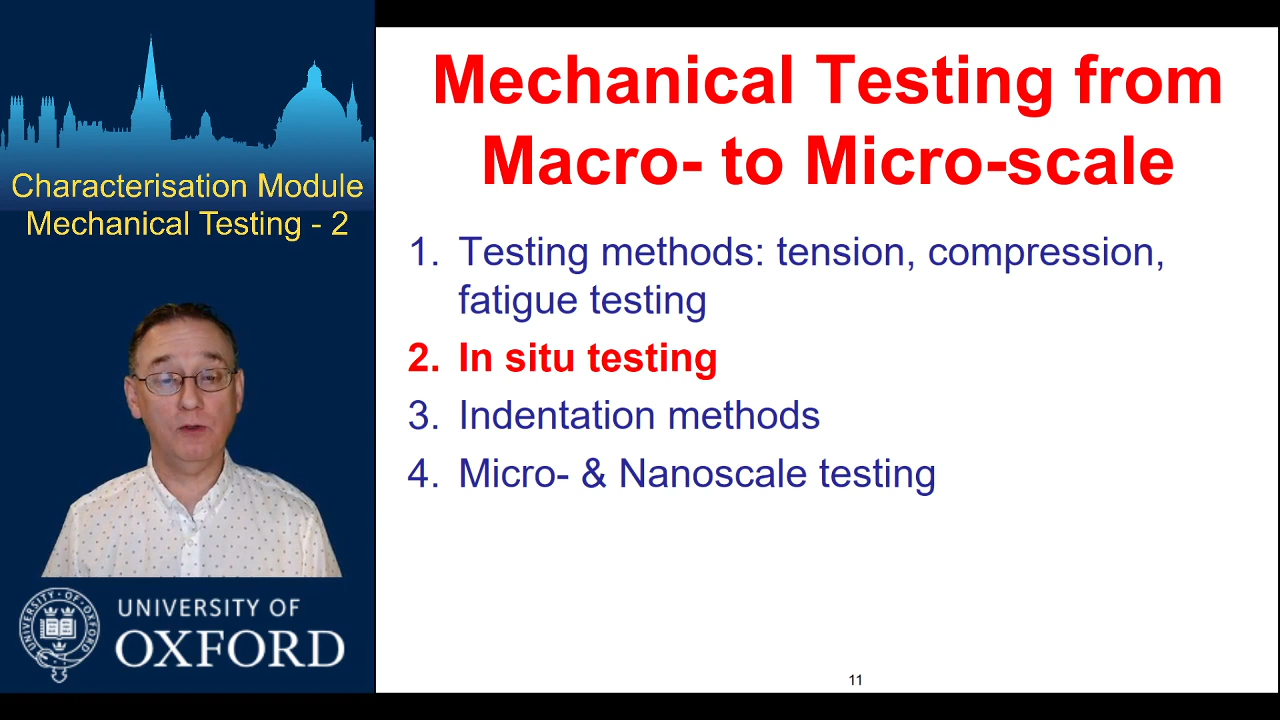 Characterisation Module
Mechanical Testing - 2
UNIVERSITY OF
OXFORD
Mechanical Testing from
Macro- to Micro-scale
1. Testing methods: tension, compression,
fatigue testing
2. In situ testing
3. Indentation methods
4. Micro- & Nanoscale testing
11